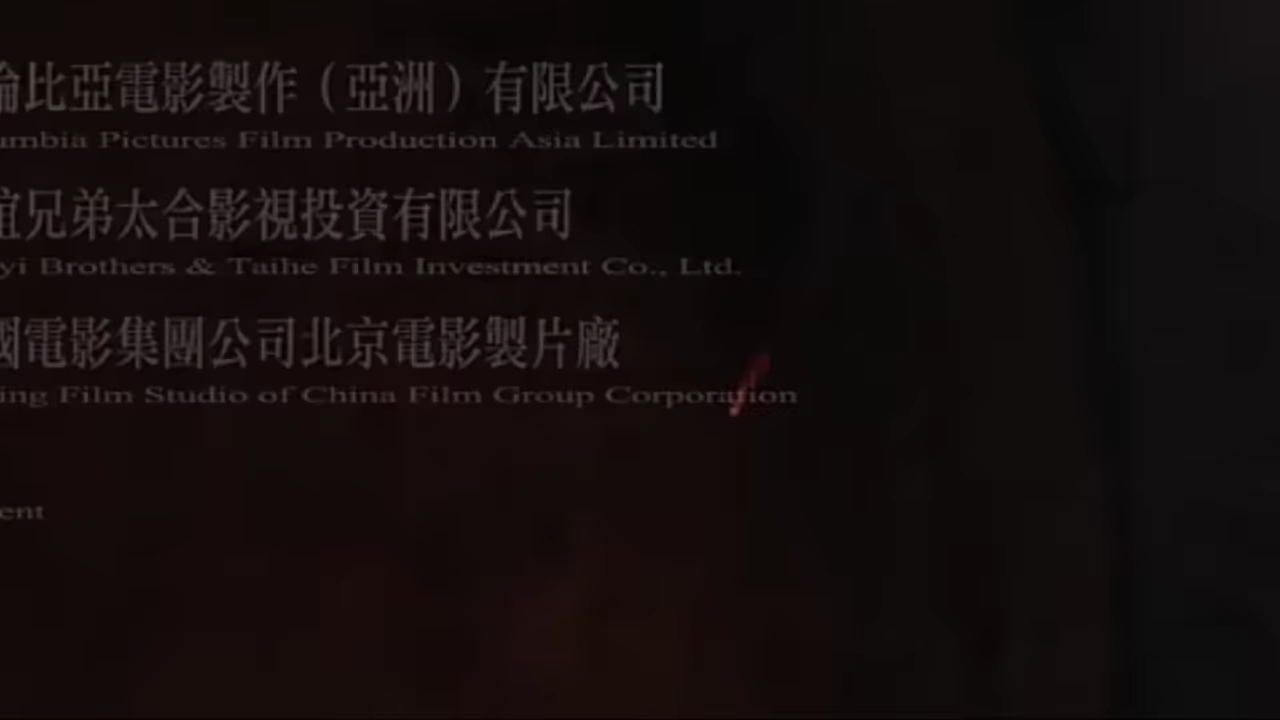 比亞電影製作（亞洲）有限公司
umbia Pictures Film Production Asia Limited
誼兄弟太合影視投資有限公司
yi Brothers & Taihe Film Investment Co., Ltd.
國電影集團公司北京電影製片廠
ing Film Studio of China Film Group Corporation
ent